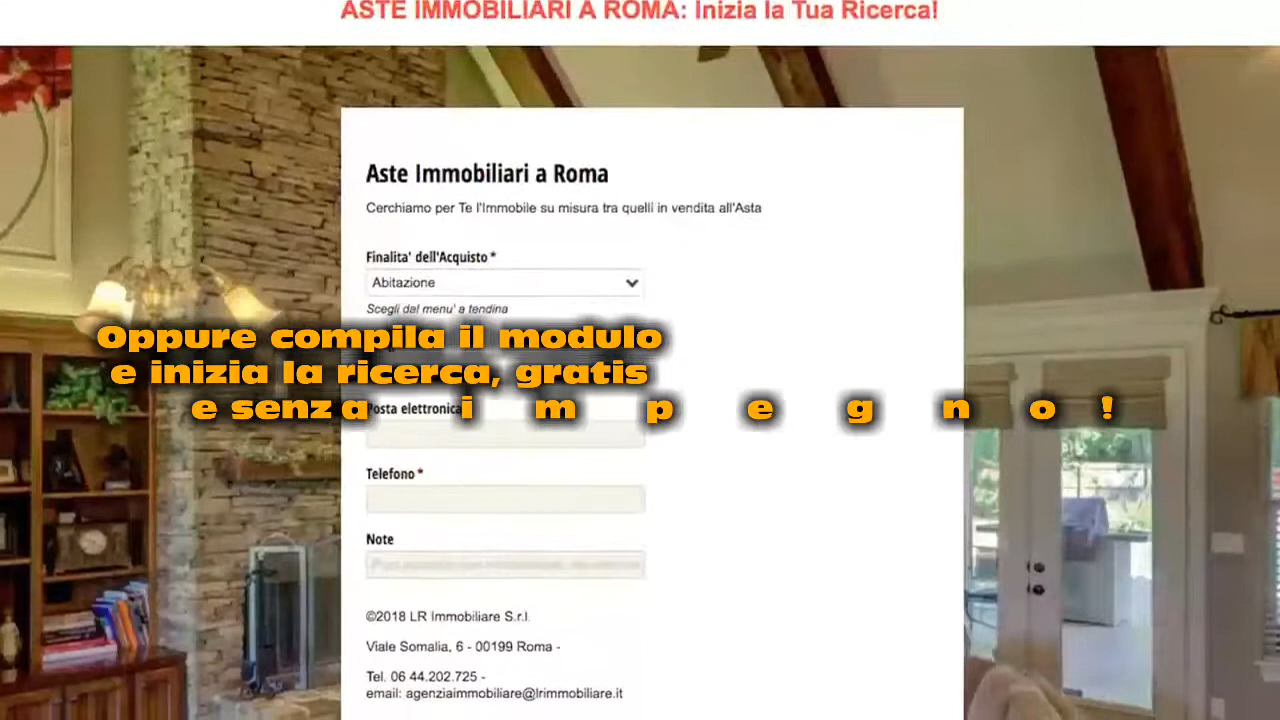 ASTE IMMOBILIARI A ROMA: Inizia la Tua Ricerca!
Aste Immobiliari a Roma
Cerchiamo per Te l'Immobile su misura tra quelli in vendita all'Asta
Finalita' dell'Acquisto *
Abitazione
Scegli dal menu' a tendina
Oppure compila il modulo
e inizia la ricerca, gratis
e senza impegno!
Posta elettronica
Telefono *
Note
©2018 LR Immobiliare S.r.l.
Viale Somalia, 6 - 00199 Roma -
Tel. 06 44.202.725 -
email: agenziaimmobiliare@lrimmobiliare.it